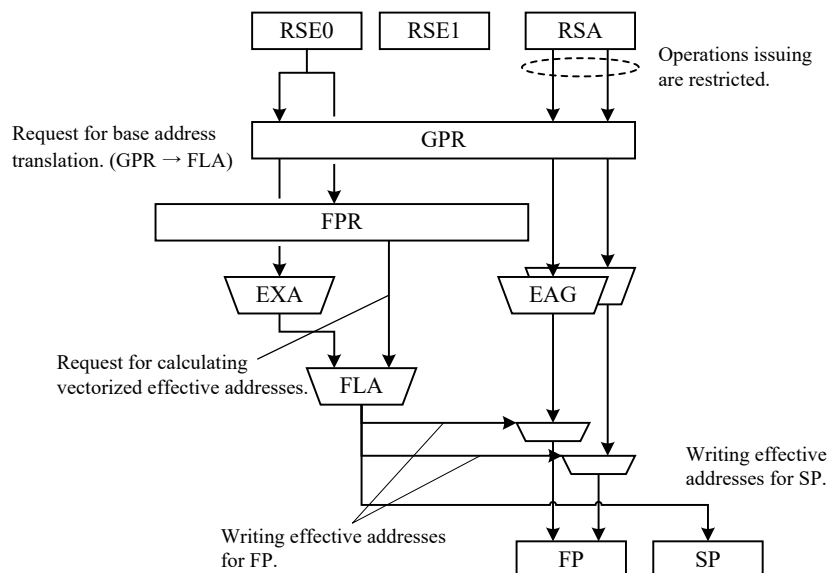 RSE0
RSE1
RSA
Operations issuing
are restricted.
Request for base address
translation. (GPR → FLA)
GPR
FPR
EXA
EAG
Request for calculating
vectorized effective addresses.
FLA
Writing effective
addresses for SP.
Writing effective addresses
for FP.
FP
SP